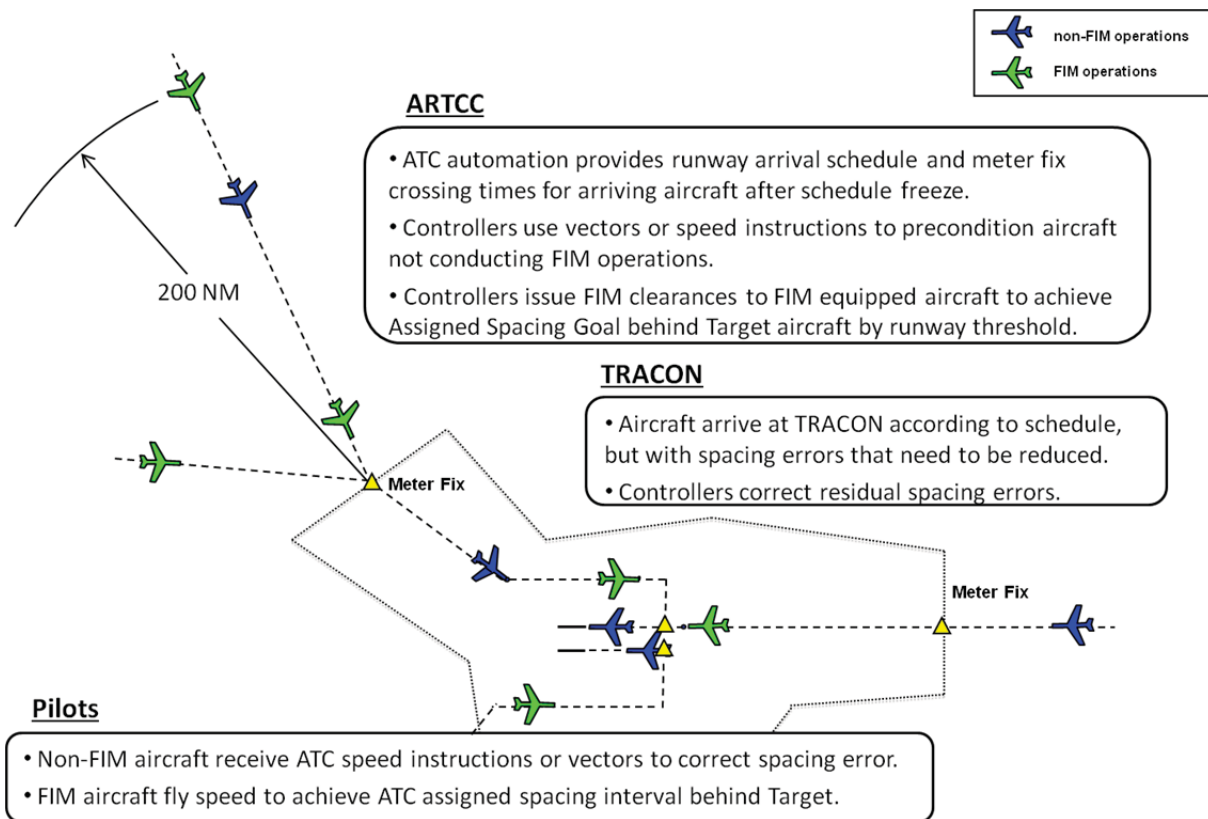 non-FIM operations
FIM operations
ARTCC
• ATC automation provides runway arrival schedule and meter fix
crossing times for arriving aircraft after schedule freeze.
• Controllers use vectors or speed instructions to precondition aircraft
not conducting FIM operations.
• Controllers issue FIM clearances to FIM equipped aircraft to achieve
Assigned Spacing Goal behind Target aircraft by runway threshold.
200 NM
TRACON
• Aircraft arrive at TRACON according to schedule,
but with spacing errors that need to be reduced.
• Controllers correct residual spacing errors.
Meter Fix
Meter Fix
Pilots
• Non-FIM aircraft receive ATC speed instructions or vectors to correct spacing error.
• FIM aircraft fly speed to achieve ATC assigned spacing interval behind Target.